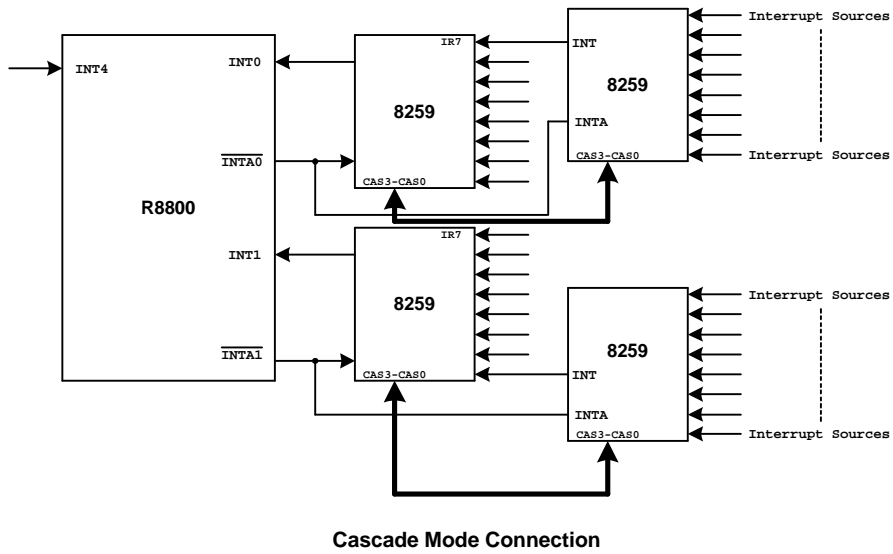 INT4
R8800
INT0
INTA0
INT1
INTA1
IR7
8259
CAS3-CAS0
INT
8259
INTA
CAS3-CAS0
Interrupt Sources
Interrupt Sources
IR7
8259
CAS3-CAS0
8259
INT
INTA
CAS3-CAS0
Interrupt Sources
Interrupt Sources
Cascade Mode Connection